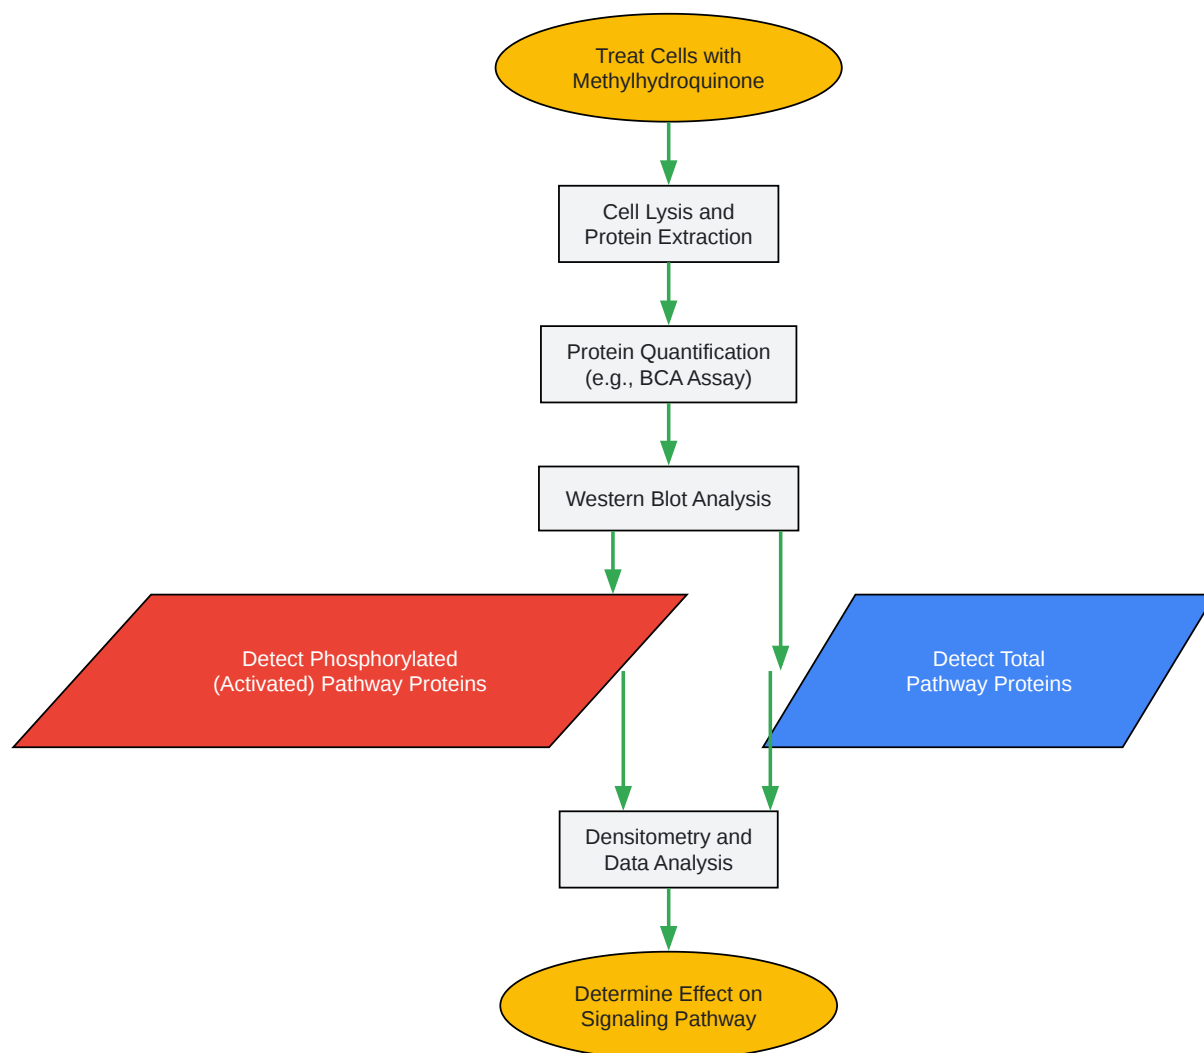 Treat Cells with
Methylhydroquinone
Cell Lysis and
Protein Extraction
Protein Quantification
(e.g., BCA Assay)
Western Blot Analysis
Detect Phosphorylated
(Activated) Pathway Proteins
Detect Total
Pathway Proteins
Densitometry and
Data Analysis
Determine Effect on
Signaling Pathway